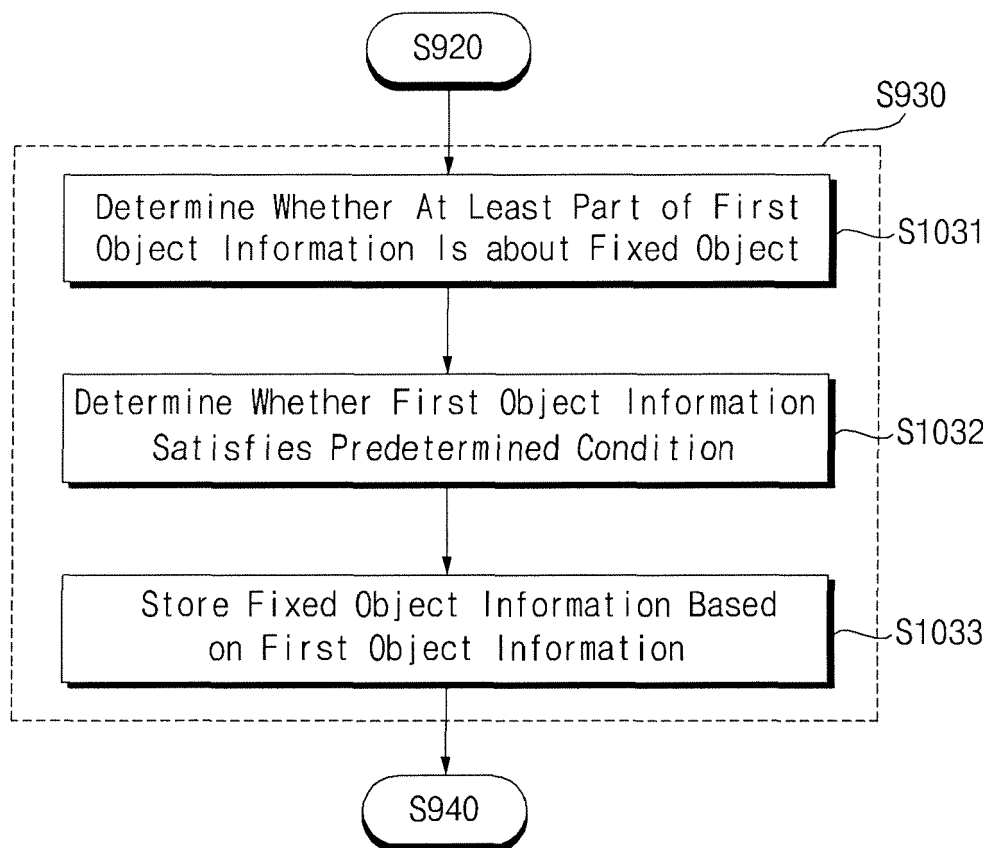 S920
S930
Determine Whether At Least Part of First
Object Information Is about Fixed Object
S1031
Determine Whether First Object Information
Satisfies Predetermined Condition
S1032
Store Fixed Object Information Based
on First Object Information
S1033
S940